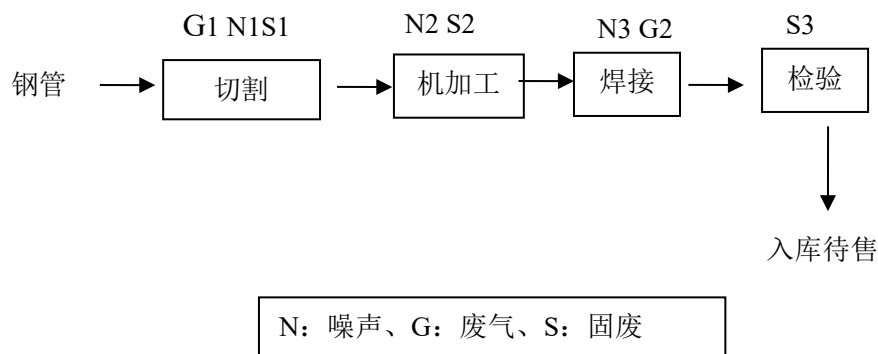 G1 N1S1
N2 S2
N3 G2
S3
钢管
切割
机加工
焊接
检验
入库待售
N：噪声、G：废气、S：固废